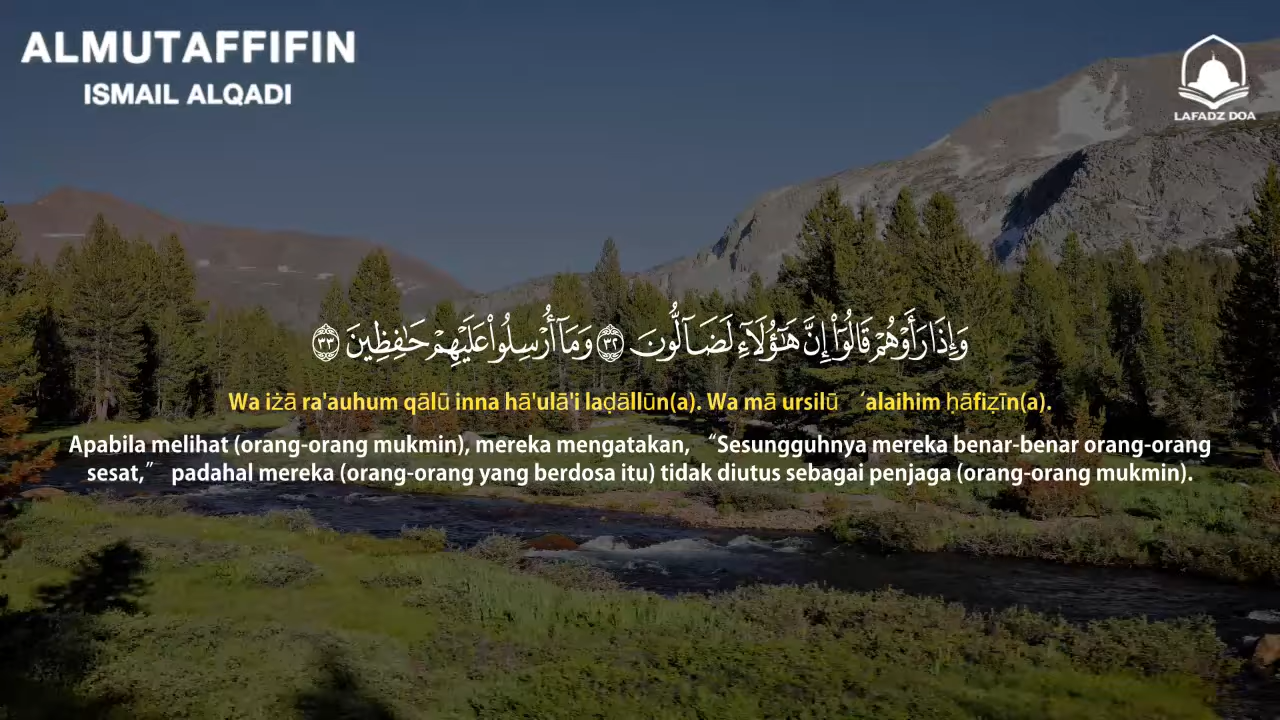 ALMUTAFFIFIN
ISMAIL ALQADI
LAFADZ DOA
وَإِذَا رَأَوْهُمْ قَالُوٓا۟ إِنَّ هَـٰٓؤُلَآءِ لَضَآلُّونَ ٣٢ وَمَآ أُرْسِلُوا۟ عَلَيْهِمْ حَـٰفِظِينَ ٣٣
Wa iżā ra'auhum qālū inna hā'ulā'i laḍāllūn(a). Wa mā ursilū ‘alaihim ḥāfiẓīn(a).
Apabila melihat (orang-orang mukmin), mereka mengatakan, “Sesungguhnya mereka benar-benar orang-orang
sesat,” padahal mereka (orang-orang yang berdosa itu) tidak diutus sebagai penjaga (orang-orang mukmin).